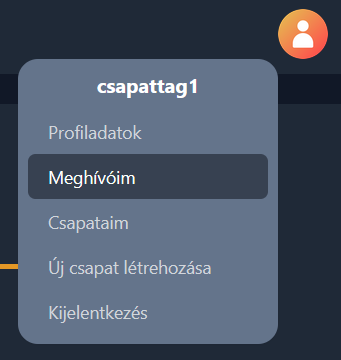 csapattag1
Profiladatok
Meghívóim
Csapataim
Új csapat létrehozása
Kijelentkezés